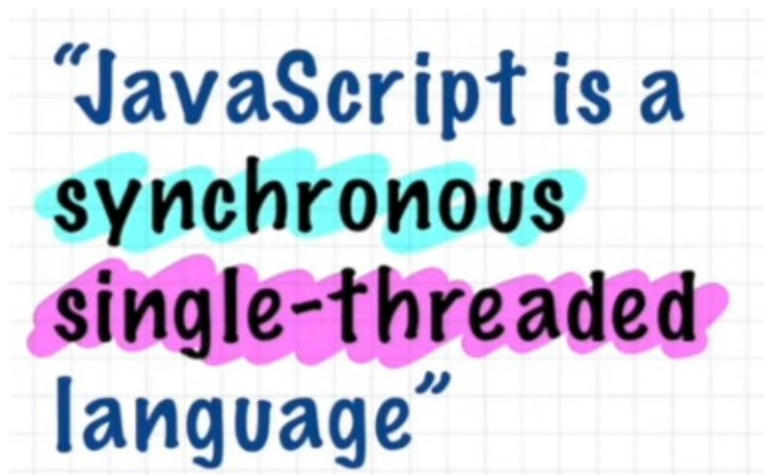 “JavaScript is a
synchronous
single-threaded
language”